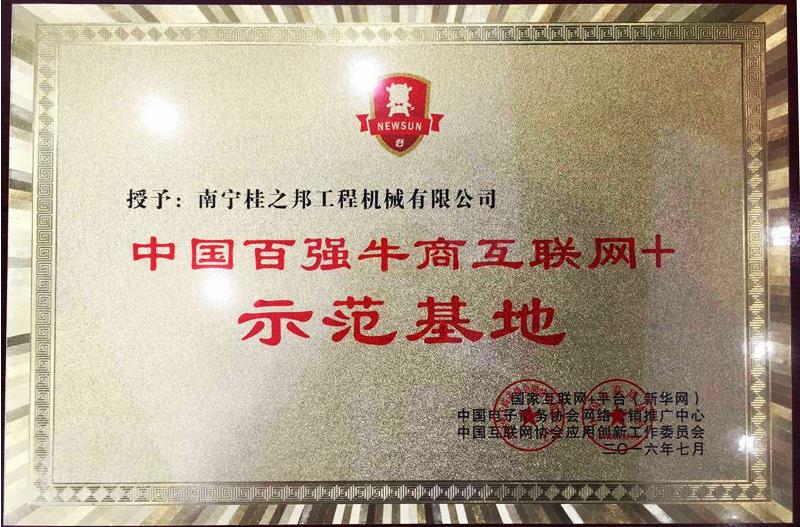 NEWSUN
授予：南宁桂之邦工程机械有限公司
中国百强牛商互联网+
示范基地
国家互联网+平台（新华网）
中国电子商务协会网络营销推广中心
中国互联网协会应用创新工作委员会
二〇一六年七月